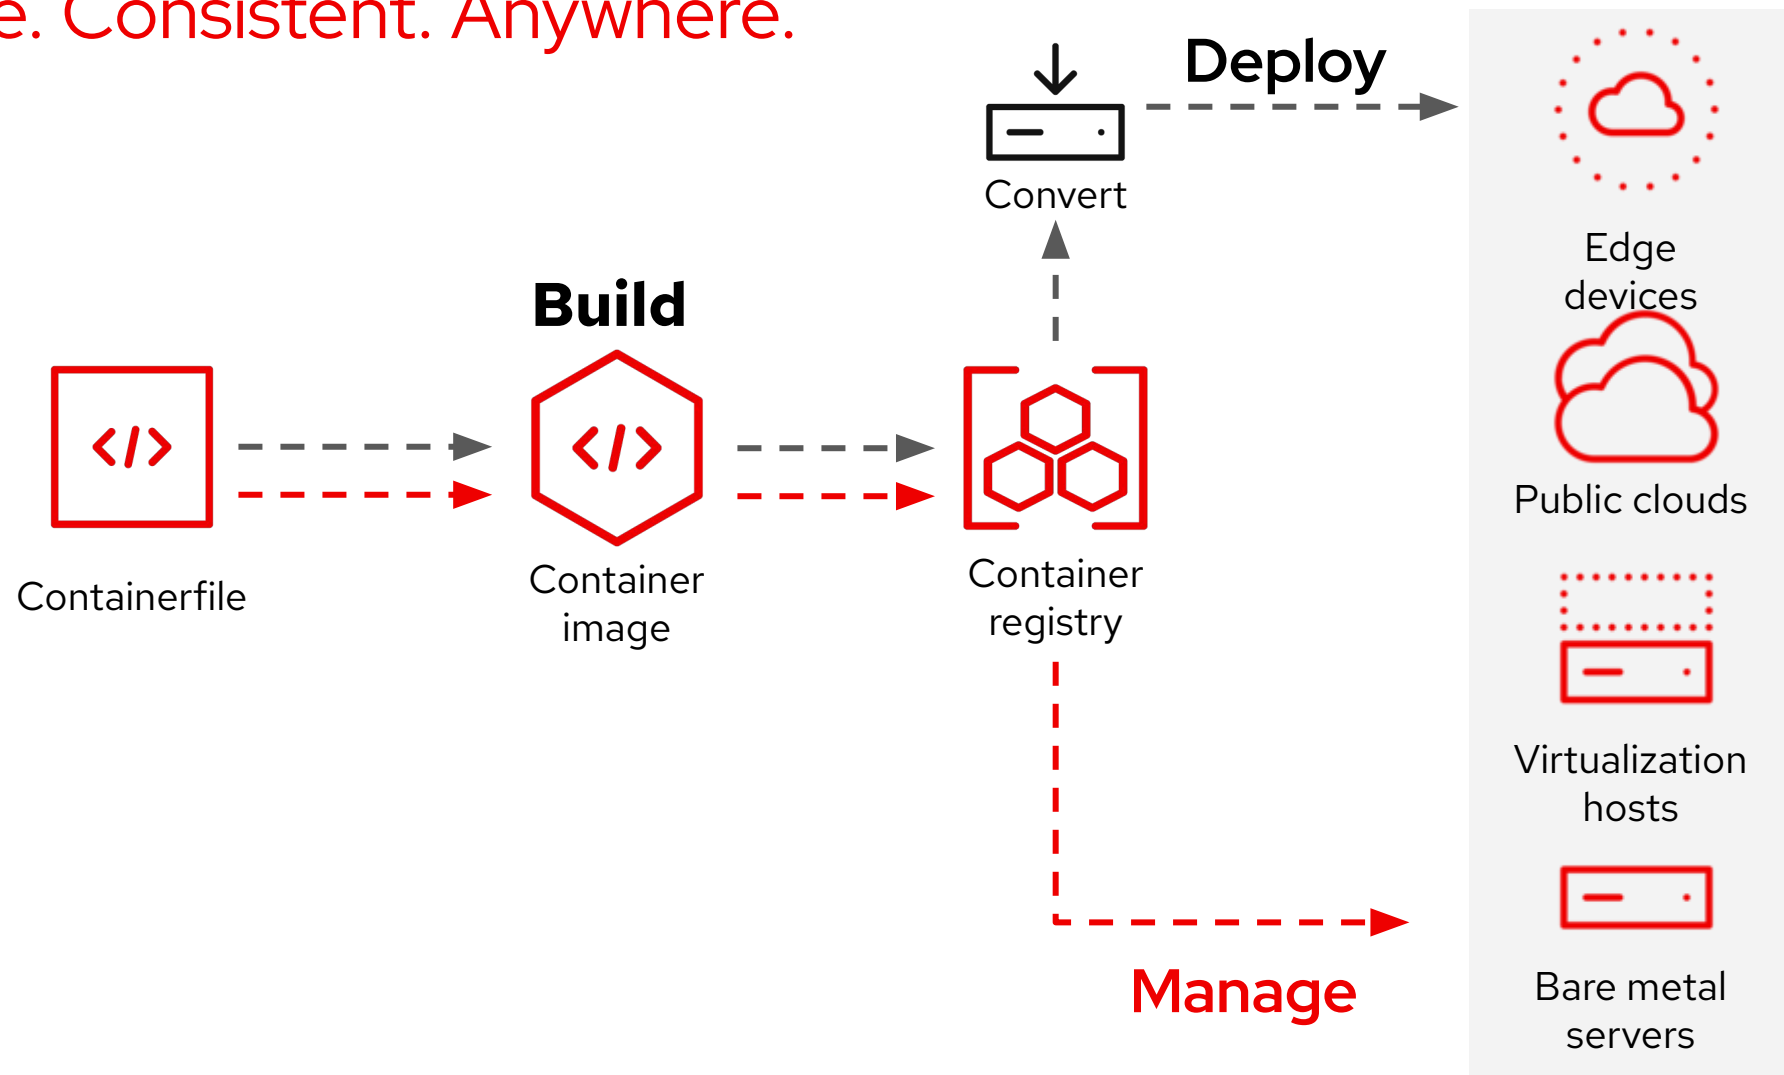 e. Consistent. Anywhere.
Deploy
Convert
Build
Containerfile
Container
image
Container
registry
Manage
Edge
devices
Public clouds
Virtualization
hosts
Bare metal
servers